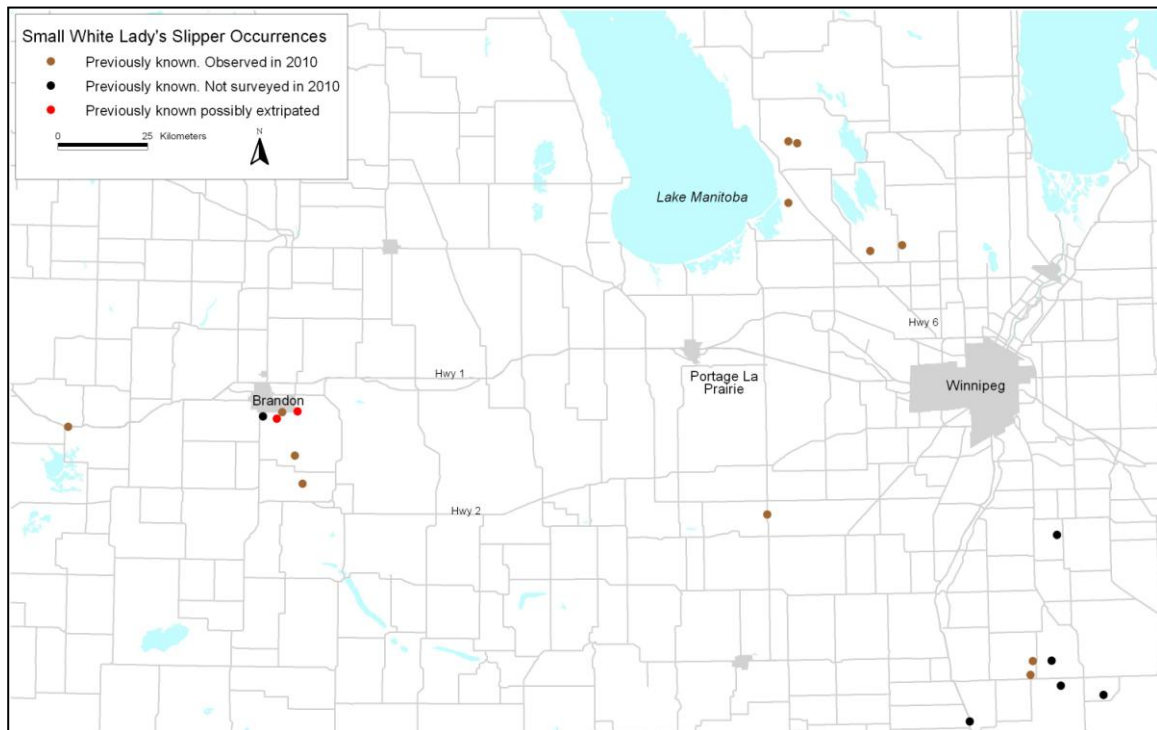 Small White Lady's Slipper Occurrences
Previously known. Observed in 2010
Previously known. Not surveyed in 2010
Previously known possibly extripated
0 25 Kilometers
N
Lake Manitoba
Hwy 6
Hwy 1
Portage La
Prairie
Winnipeg
Brandon
Hwy 2